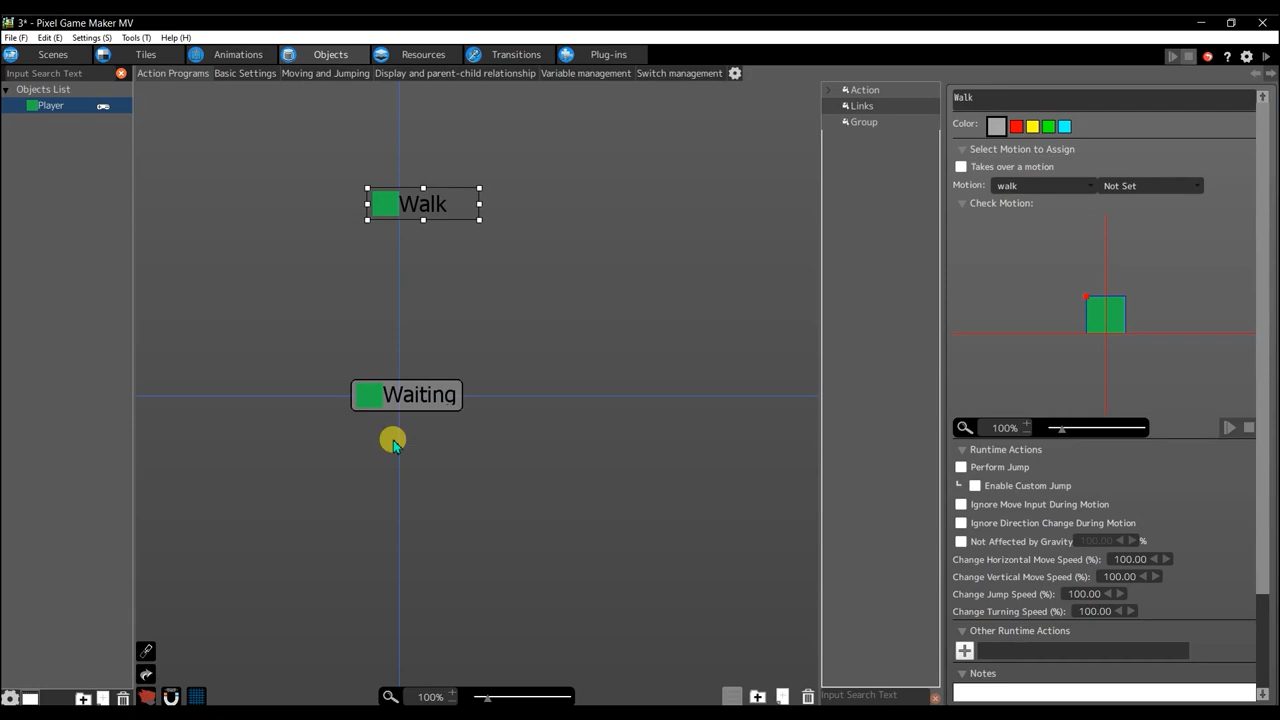 3* - Pixel Game Maker MV
File (F) Edit (E) Settings (S) Tools (T) Help (H)
Scenes Tiles Animations Objects Resources Transitions Plug-ins
Input Search Text
Action Programs Basic Settings Moving and Jumping Display and parent-child relationship Variable management Switch management
Objects List
Player
Walk
Waiting
100%
Action
Links
Group
Input Search Text
Walk
Color:
Select Motion to Assign
Takes over a motion
Motion: walk Not Set
Check Motion:
100%
Runtime Actions
Perform Jump
Enable Custom Jump
Ignore Move Input During Motion
Ignore Direction Change During Motion
Not Affected by Gravity 100.00 %
Change Horizontal Move Speed (%): 100.00
Change Vertical Move Speed (%): 100.00
Change Jump Speed (%): 100.00
Change Turning Speed (%): 100.00
Other Runtime Actions
Notes